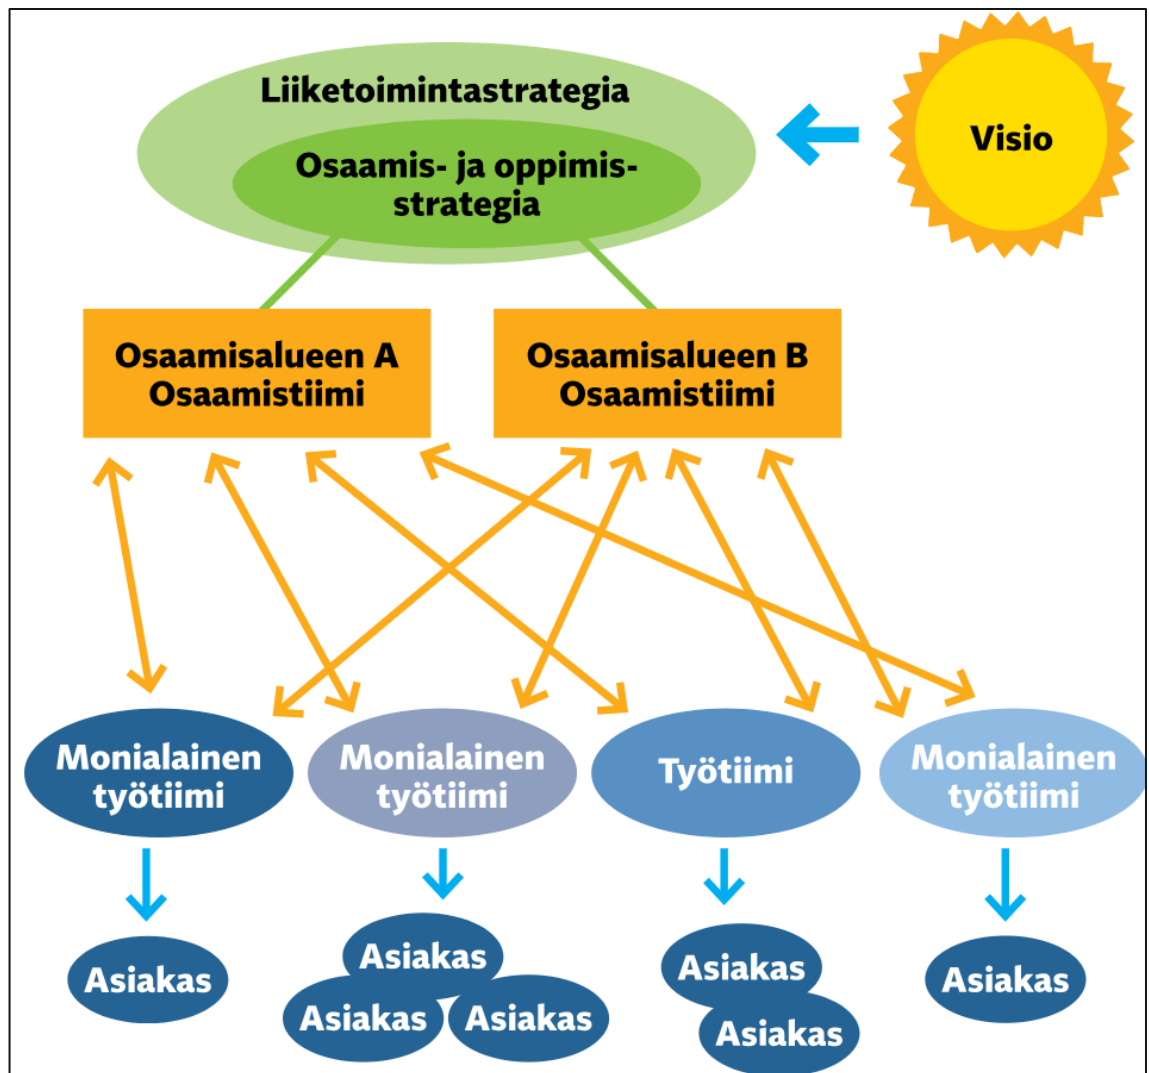 Liiketoimintastrategia
Osaamis- ja oppimis-
strategia
Visio
Osaamisalueen A
Osaamistiimi
Osaamisalueen B
Osaamistiimi
Monialainen
työtiimi
Monialainen
työtiimi
Työtiimi
Monialainen
työtiimi
Asiakas
Asiakas
Asiakas
Asiakas
Asiakas
Asiakas
Asiakas